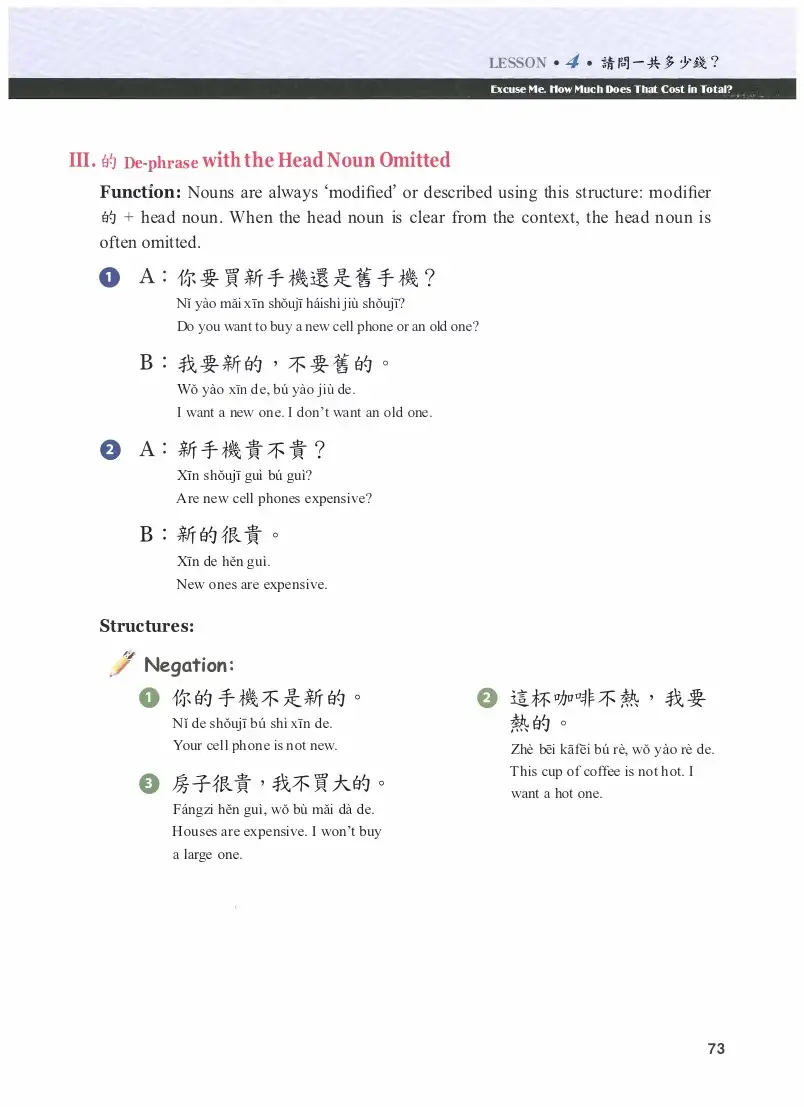 LESSON • 4 • 請問一共多少錢？
Excuse Me. How Much Does That Cost in Total?
III. 的 De-phrase with the Head Noun Omitted
Function: Nouns are always ‘modified’ or described using this structure: modifier
的 + head noun. When the head noun is clear from the context, the head noun is
often omitted.
1 A：你要買新手機還是舊手機？
Nǐ yào mǎi xīn shǒujī háishì jiù shǒujī?
Do you want to buy a new cell phone or an old one?
B：我要新的，不要舊的。
Wǒ yào xīn de, bú yào jiù de.
I want a new one. I don’t want an old one.
2 A：新手機貴不貴？
Xīn shǒujī guì bú guì?
Are new cell phones expensive?
B：新的很貴。
Xīn de hěn guì.
New ones are expensive.
Structures:
Negation:
1 你的手機不是新的。
Nǐ de shǒujī bú shì xīn de.
Your cell phone is not new.
2 這杯咖啡不熱，我要
熱的。
Zhè bēi kāfēi bú rè, wǒ yào rè de.
This cup of coffee is not hot. I
want a hot one.
3 房子很貴，我不買大的。
Fángzi hěn guì, wǒ bù mǎi dà de.
Houses are expensive. I won’t buy
a large one.
73